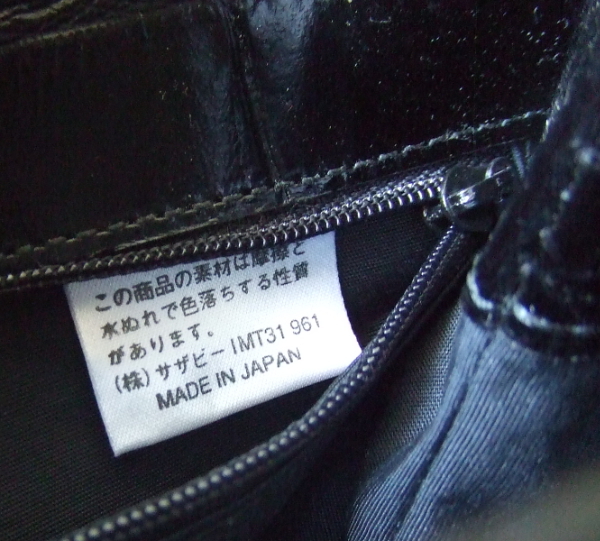 この商品の素材は摩擦と
水ぬれで色落ちする性質
があります。
(株) サザビー IMT31 961
MADE IN JAPAN